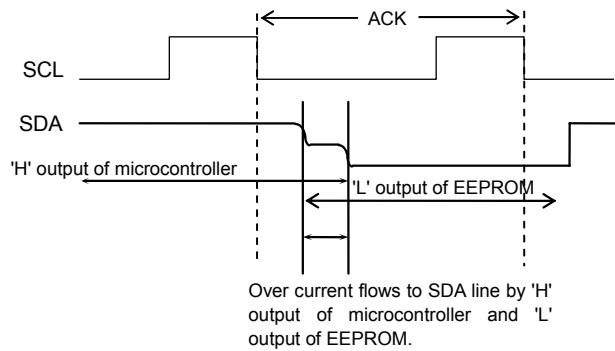 ACK
SCL
SDA
'H' output of microcontroller
'L' output of EEPROM
Over current flows to SDA line by 'H'
output of microcontroller and 'L'
output of EEPROM.